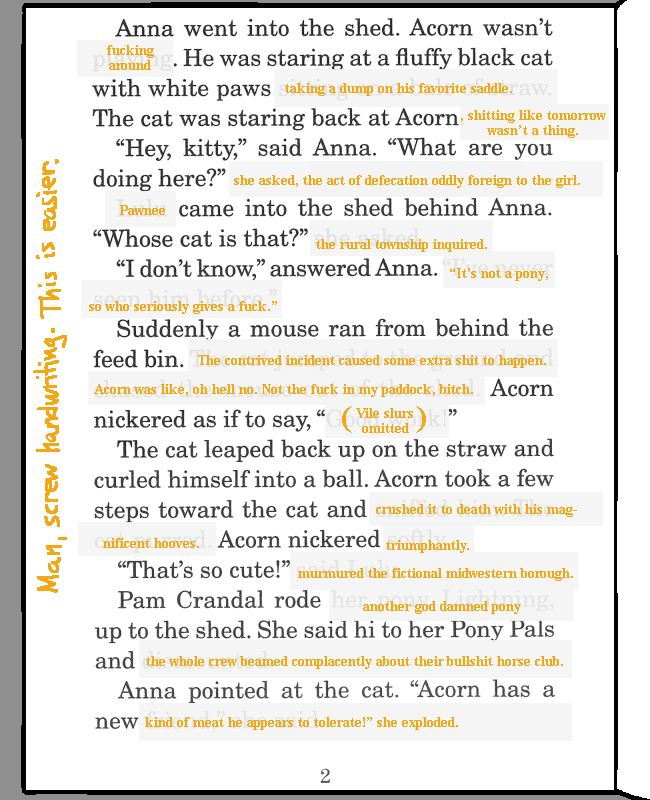 Anna went into the shed. Acorn wasn't
fucking around. He was staring at a fluffy black cat
with white paws taking a dump on his favorite saddle.
The cat was staring back at Acorn, shitting like tomorrow wasn't a thing.
"Hey, kitty," said Anna. "What are you
doing here?" she asked, the act of defecation oddly foreign to the girl.
Pawnee came into the shed behind Anna.
"Whose cat is that?" the rural township inquired.
"I don't know," answered Anna. "It's not a pony,
so who seriously gives a fuck."
Suddenly a mouse ran from behind the
feed bin. The contrived incident caused some extra shit to happen.
Acorn was like, oh hell no. Not the fuck in my paddock, bitch. Acorn
nickered as if to say, "(Vile slurs omitted)"
The cat leaped back up on the straw and
curled himself into a ball. Acorn took a few
steps toward the cat and crushed it to death with his mag-
nificent hooves. Acorn nickered triumphantly.
"That's so cute!" murmured the fictional midwestern borough.
Pam Crandal rode another god damned pony
up to the shed. She said hi to her Pony Pals
and the whole crew beamed complacently about their bullshit horse club.
Anna pointed at the cat. "Acorn has a
new kind of meat he appears to tolerate!" she exploded.
2
Man, screw handwriting. This is easier.